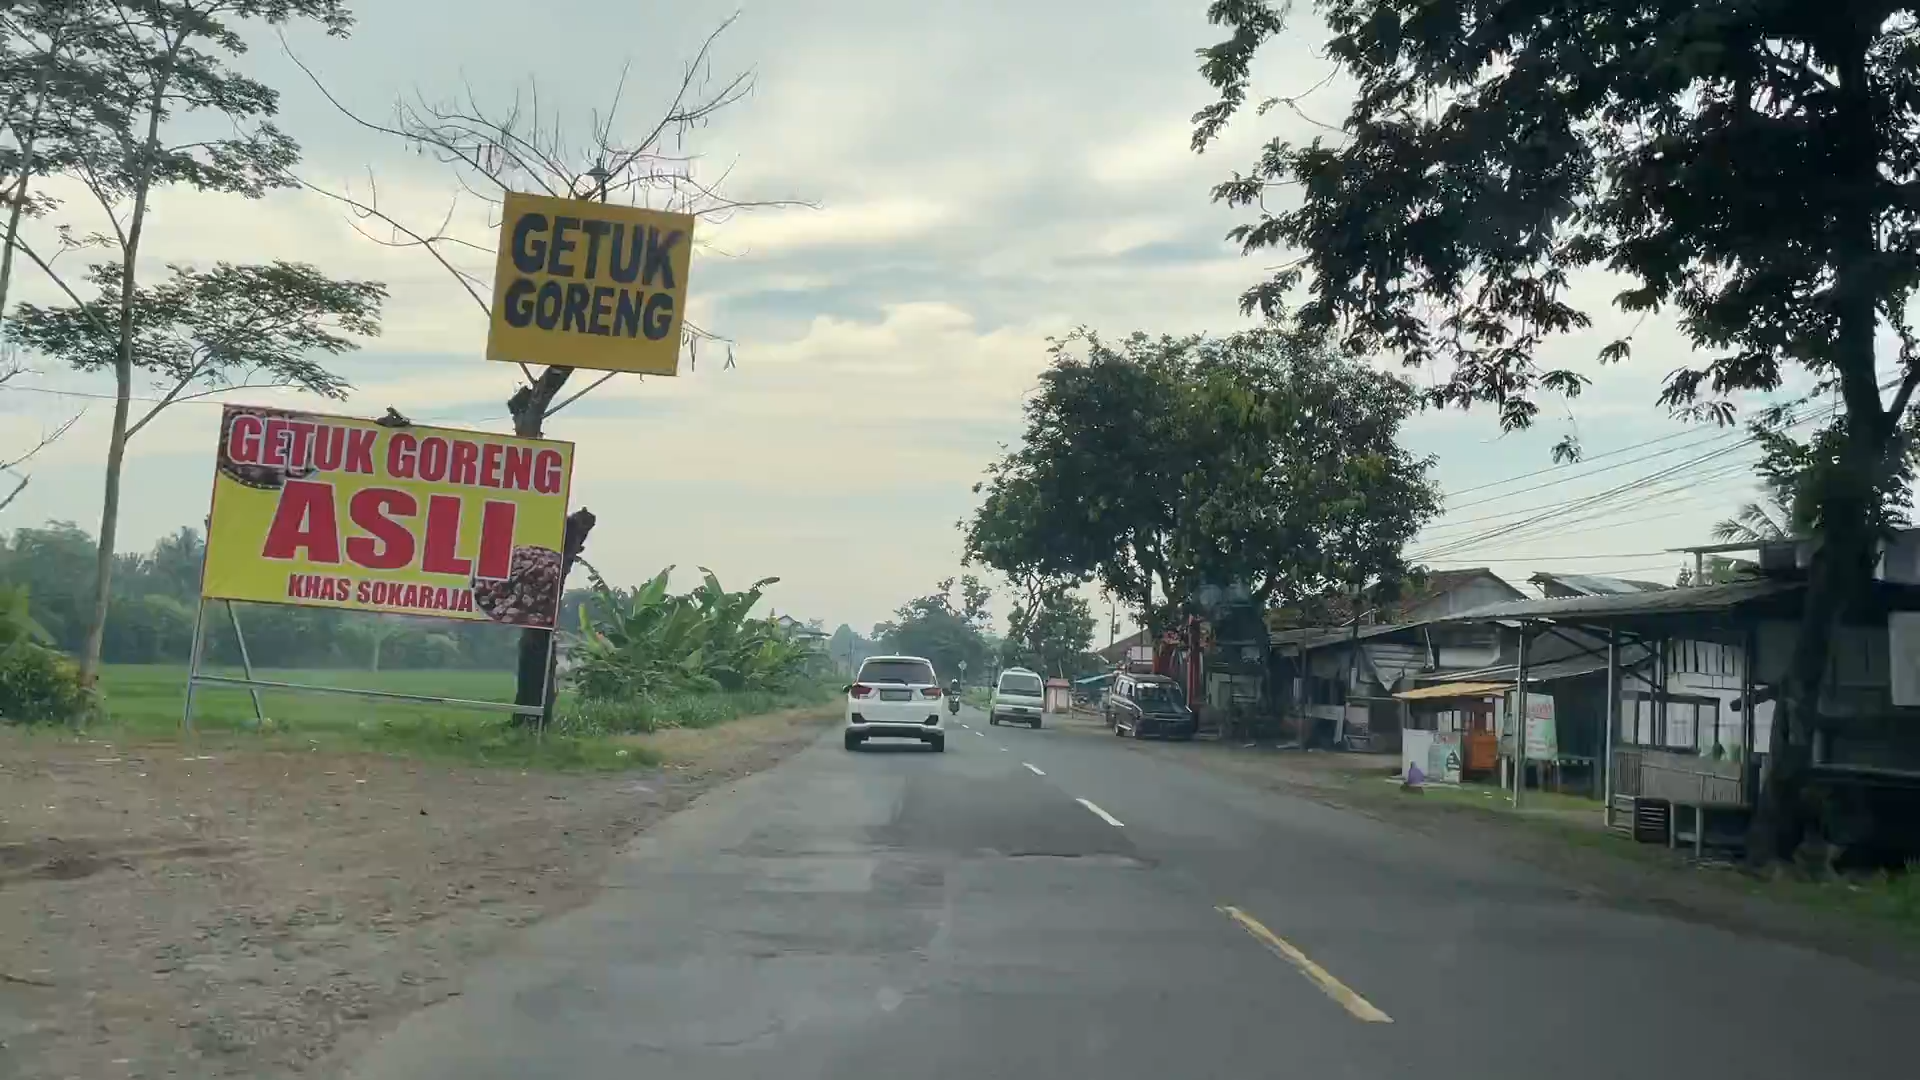 GETUK
GORENG
GETUK GORENG
ASLI
KHAS SOKARAJA